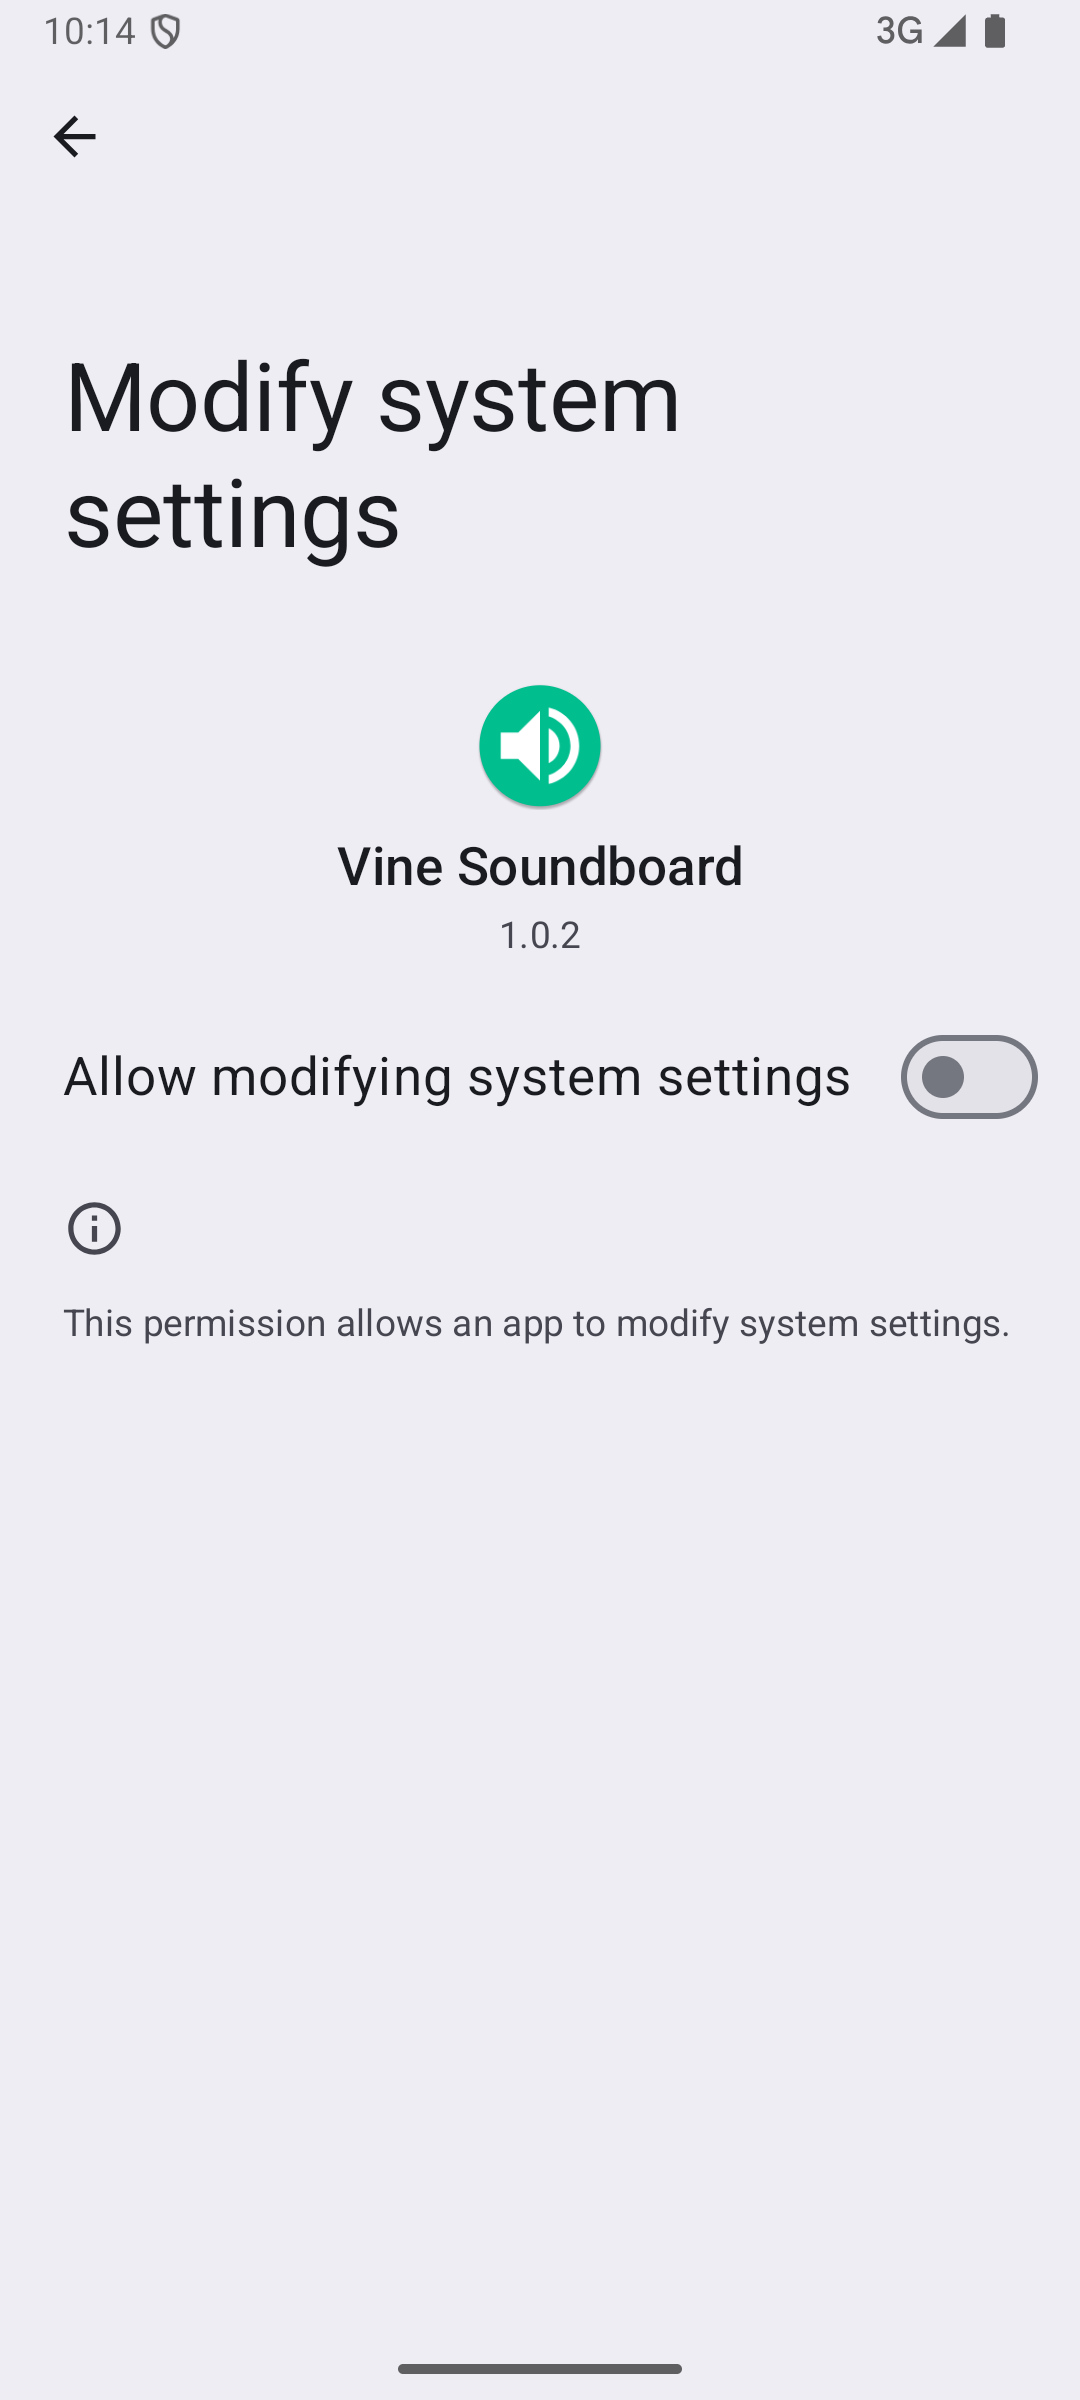 10:14
3G
Modify system
settings
Vine Soundboard
1.0.2
Allow modifying system settings
This permission allows an app to modify system settings.